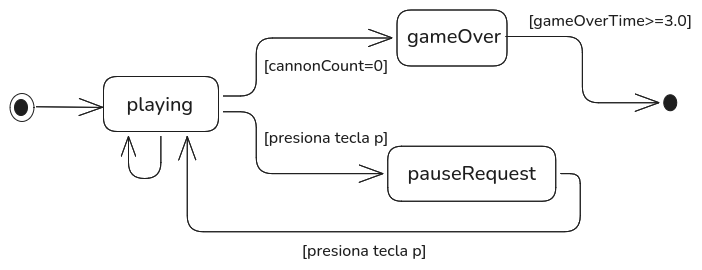 [gameOverTime>=3.0]
gameOver
[cannonCount=0]
playing
[presiona tecla p]
pauseRequest
[presiona tecla p]